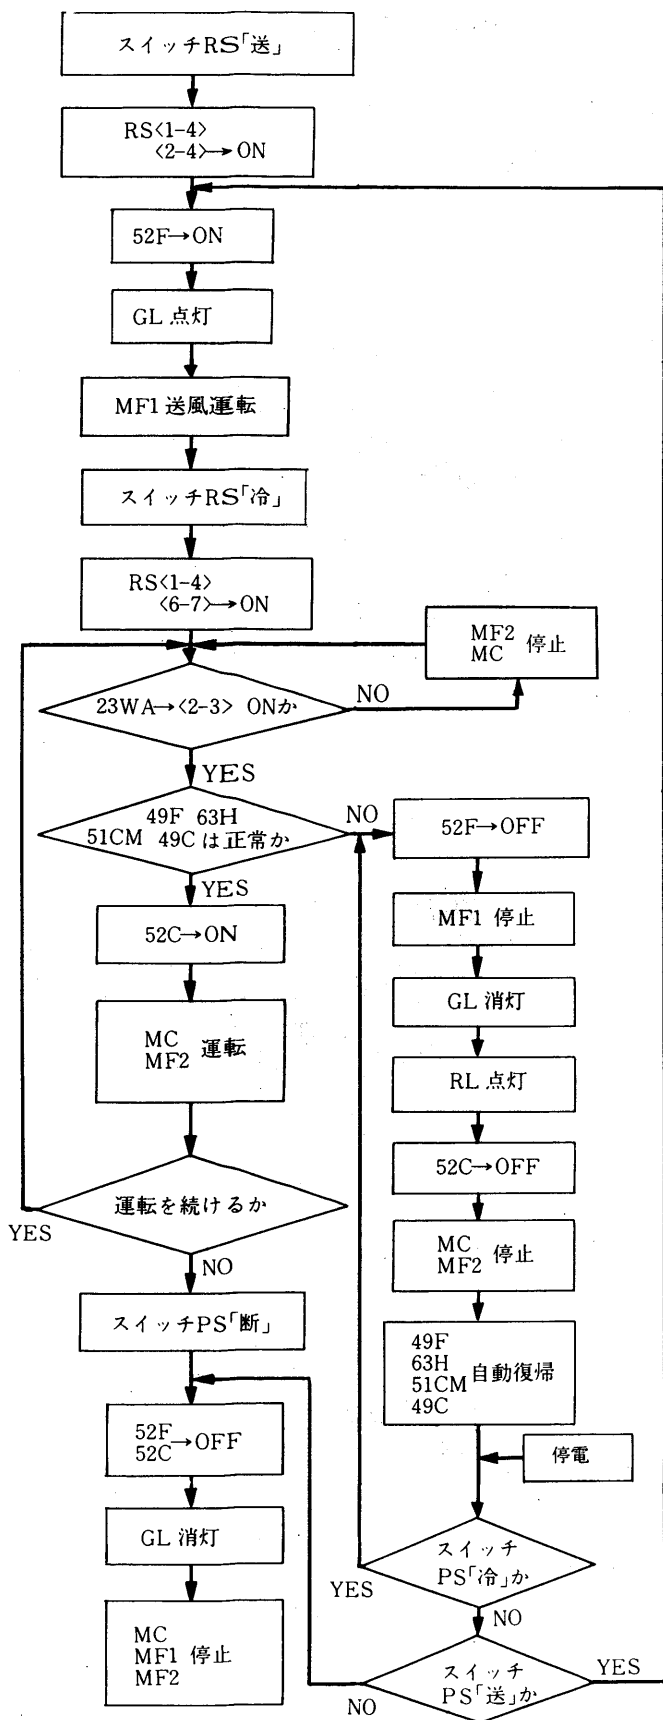 スイッチRS「送」
RS<1-4>
<2-4>→ON
52F→ON
GL 点灯
MF1 送風運転
スイッチRS「冷」
RS<1-4>
<6-7>→ON
MF2
MC 停止
23WA→<2-3> ONか
NO
YES
49F 63H
51CM 49Cは正常か
NO
YES
52C→ON
MC
MF2 運転
運転を続けるか
YES
NO
スイッチPS「断」
52F
52C→OFF
GL 消灯
MC
MF1 停止
MF2
52F→OFF
MF1 停止
GL 消灯
RL 点灯
52C→OFF
MC
MF2 停止
49F
63H
51CM 自動復帰
49C
停電
スイッチ
PS「冷」か
YES
NO
スイッチ
PS「送」か
NO
YES